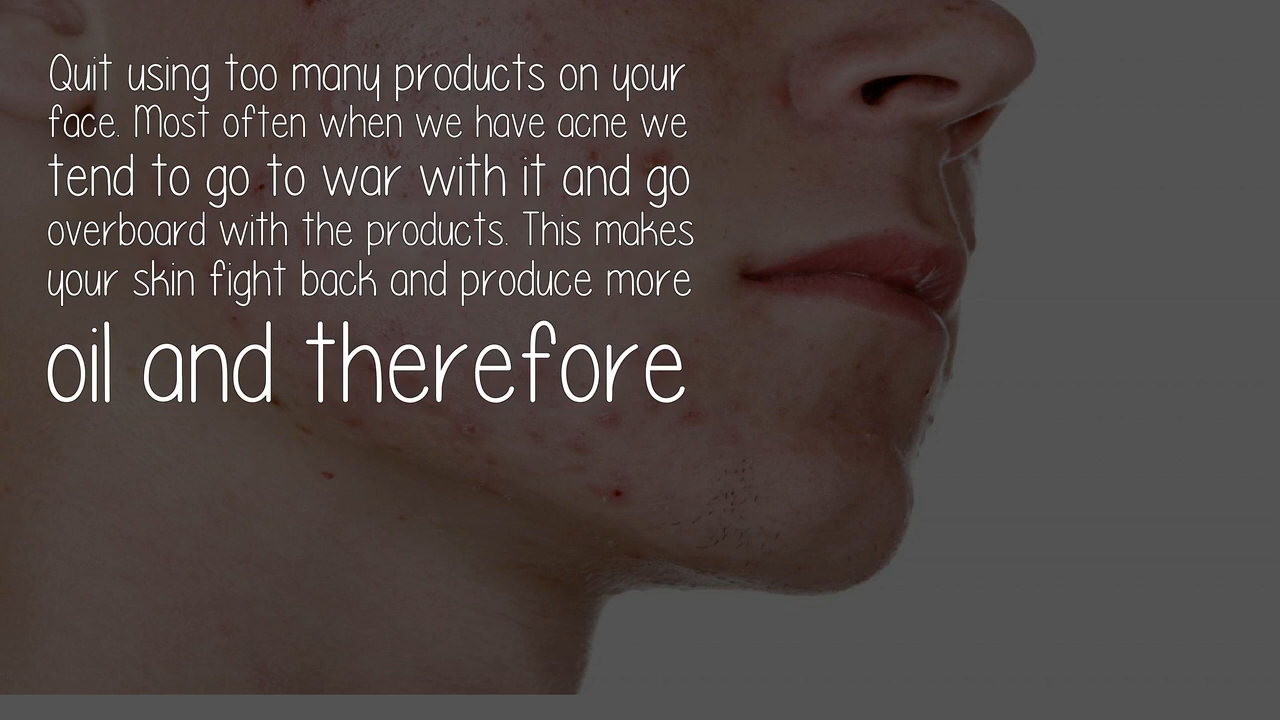 Quit using too many products on your
face. Most often when we have acne we
tend to go to war with it and go
overboard with the products. This makes
your skin fight back and produce more
oil and therefore